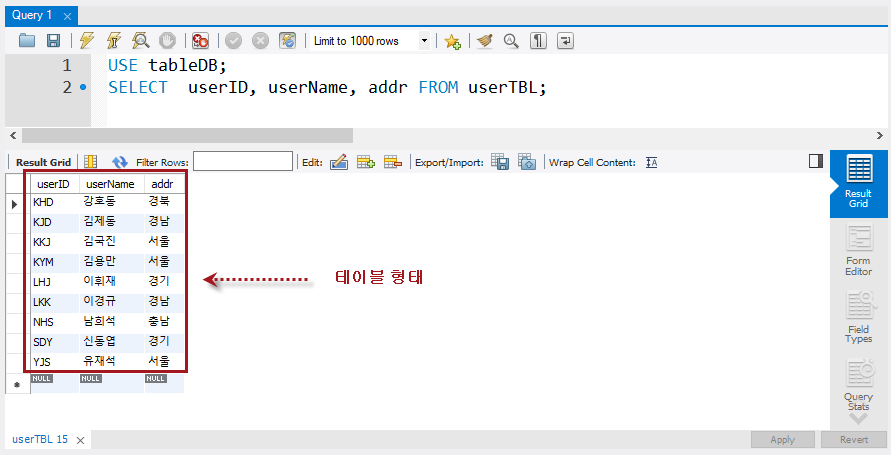 Query 1
Limit to 1000 rows
1 USE tableDB;
2 SELECT userID, userName, addr FROM userTBL;
Result Grid Filter Rows: Edit: Export/Import: Wrap Cell Content:
userID userName addr
KHD 강호동 경북
KJD 김제동 경남
KKJ 김국진 서울
KYM 김용만 서울
LHJ 이휘재 경기
LKK 이경규 경남
NHS 남희석 충남
SDY 신동엽 경기
YJS 유재석 서울
NULL NULL NULL
테이블 형태
Result
Grid
Form
Editor
Field
Types
Query
Stats
userTBL 15
Apply Revert